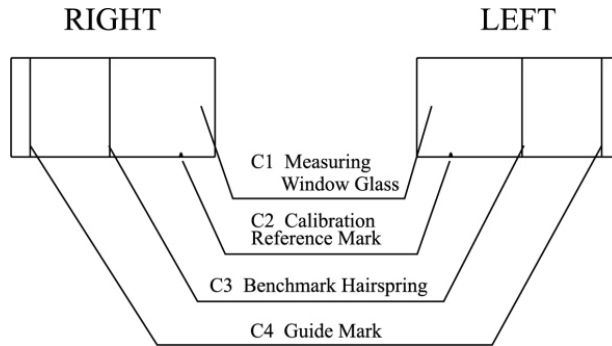 RIGHT
LEFT
C1 Measuring
Window Glass
C2 Calibration
Reference Mark
C3 Benchmark Hairspring
C4 Guide Mark